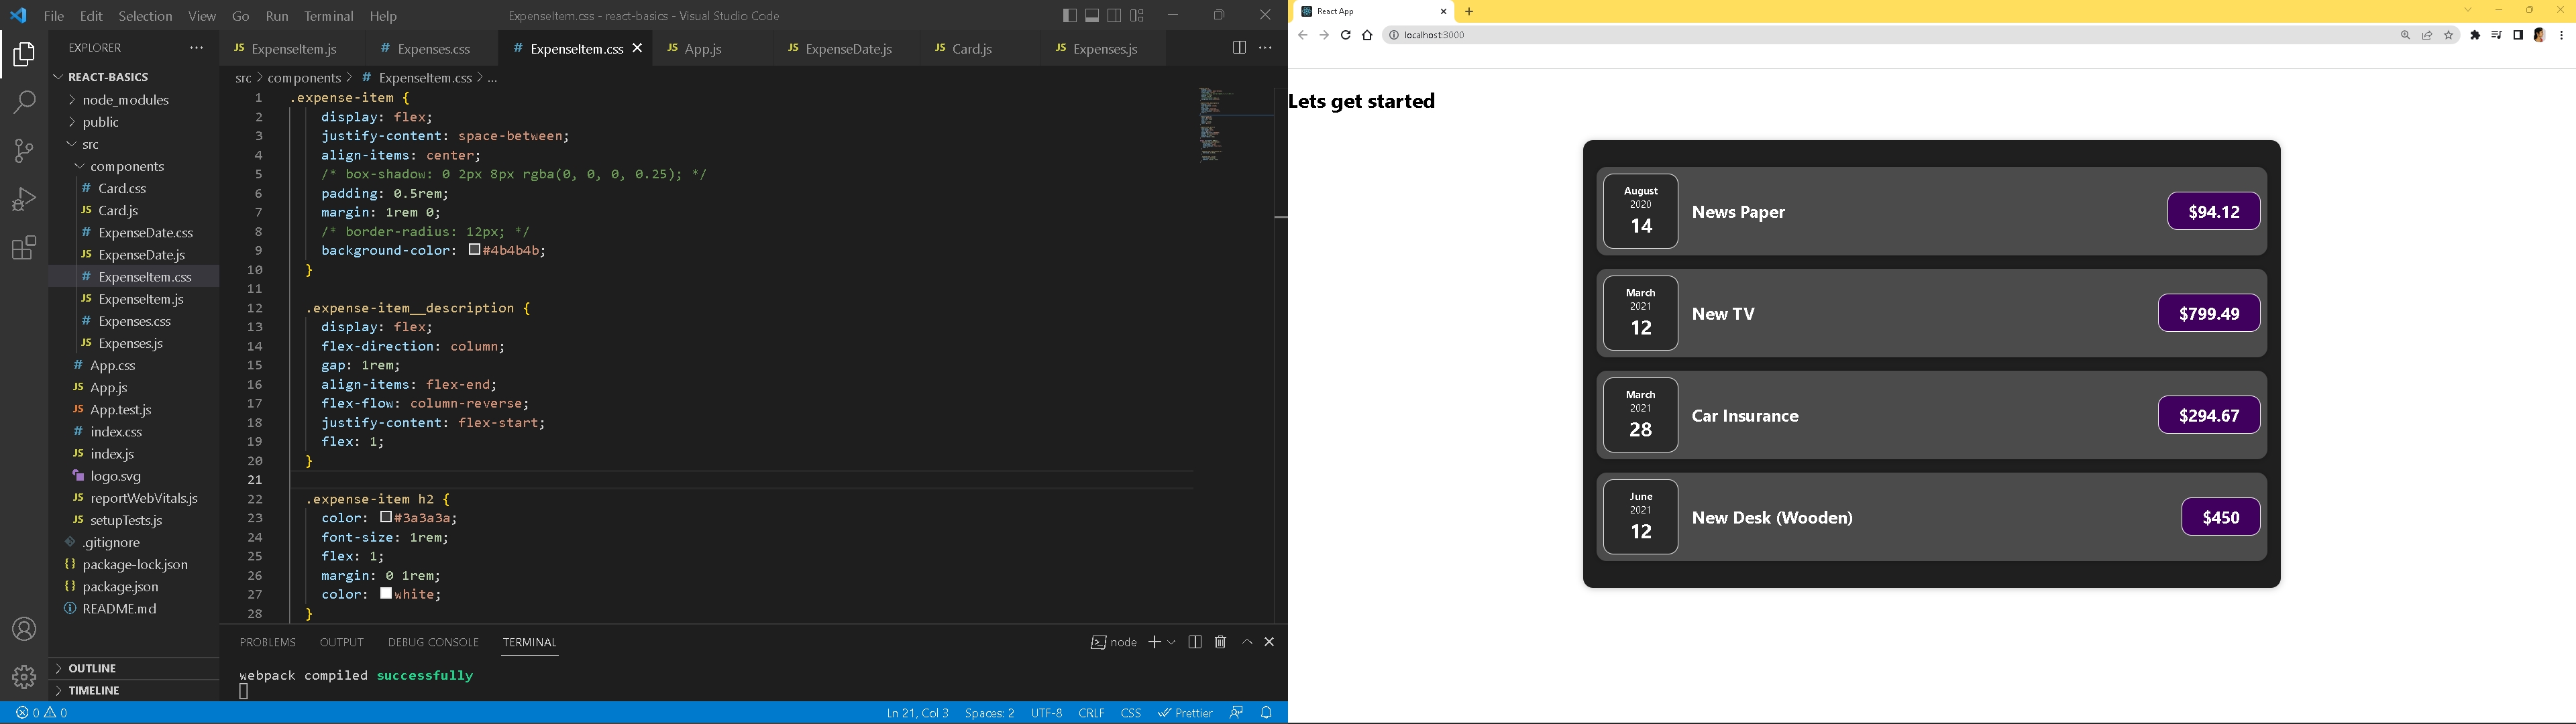 File Edit Selection View Go Run Terminal Help ExpenseItem.css - react-basics - Visual Studio Code
EXPLORER
REACT-BASICS
node_modules
public
src
components
Card.css
Card.js
ExpenseDate.css
ExpenseDate.js
ExpenseItem.css
ExpenseItem.js
Expenses.css
Expenses.js
App.css
App.js
App.test.js
index.css
index.js
logo.svg
reportWebVitals.js
setupTests.js
.gitignore
package-lock.json
package.json
README.md
OUTLINE
TIMELINE
JS ExpenseItem.js # Expenses.css # ExpenseItem.css JS App.js JS ExpenseDate.js JS Card.js JS Expenses.js
src > components > # ExpenseItem.css > ...
1 .expense-item {
2 display: flex;
3 justify-content: space-between;
4 align-items: center;
5 /* box-shadow: 0 2px 8px rgba(0, 0, 0, 0.25); */
6 padding: 0.5rem;
7 margin: 1rem 0;
8 /* border-radius: 12px; */
9 background-color: #4b4b4b;
10 }
11
12 .expense-item__description {
13 display: flex;
14 flex-direction: column;
15 gap: 1rem;
16 align-items: flex-end;
17 flex-flow: column-reverse;
18 justify-content: flex-start;
19 flex: 1;
20 }
21
22 .expense-item h2 {
23 color: #3a3a3a;
24 font-size: 1rem;
25 flex: 1;
26 margin: 0 1rem;
27 color: white;
28 }
PROBLEMS OUTPUT DEBUG CONSOLE TERMINAL node
webpack compiled successfully
0 0 Ln 21, Col 3 Spaces: 2 UTF-8 CRLF CSS Prettier
React App
localhost:3000
Lets get started
August
2020
14
News Paper
$94.12
March
2021
12
New TV
$799.49
March
2021
28
Car Insurance
$294.67
June
2021
12
New Desk (Wooden)
$450